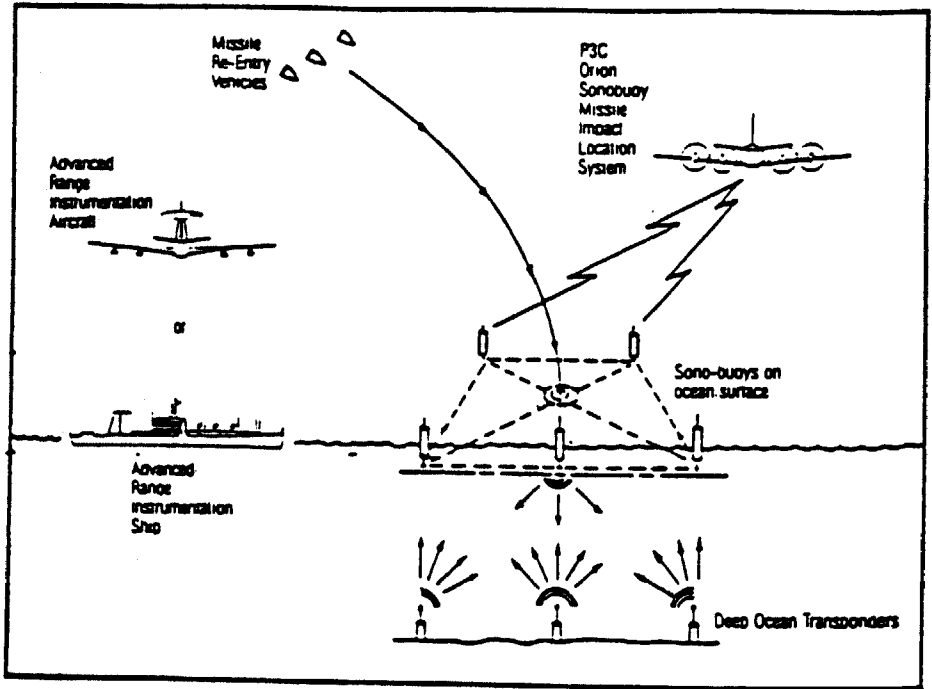 Missile
Re-Entry
Vehicles
P3C
Orion
Sonobuoy
Missile
Impact
Location
System
Advanced
Range
Instrumentation
Aircraft
or
Sono-buoys on
ocean surface
Advanced
Range
Instrumentation
Ship
Deep Ocean Transponders